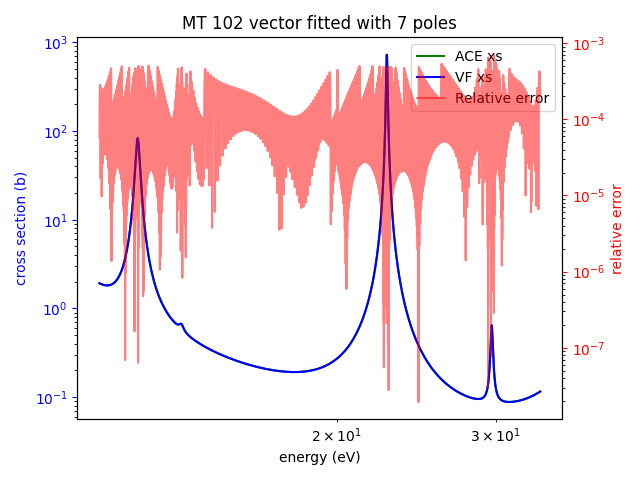 MT 102 vector fitted with 7 poles
ACE xs
VF xs
Relative error
cross section (b)
10³
10²
10¹
10⁰
10⁻¹
10⁻³
10⁻⁴
10⁻⁵
10⁻⁶
10⁻⁷
relative error
2 × 10¹
3 × 10¹
energy (eV)